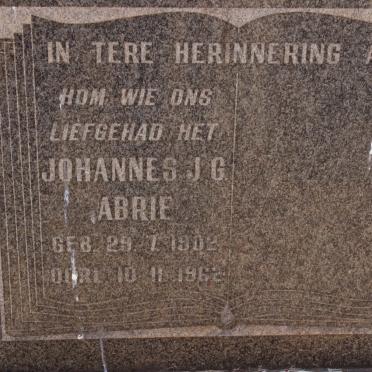 IN TERE HERINNERING A
HOM WIE ONS
LIEFGEHAD HET
JOHANNES J G
ABRIE
GEB. 29. 7. 1902
OORL. 10. 11. 1962